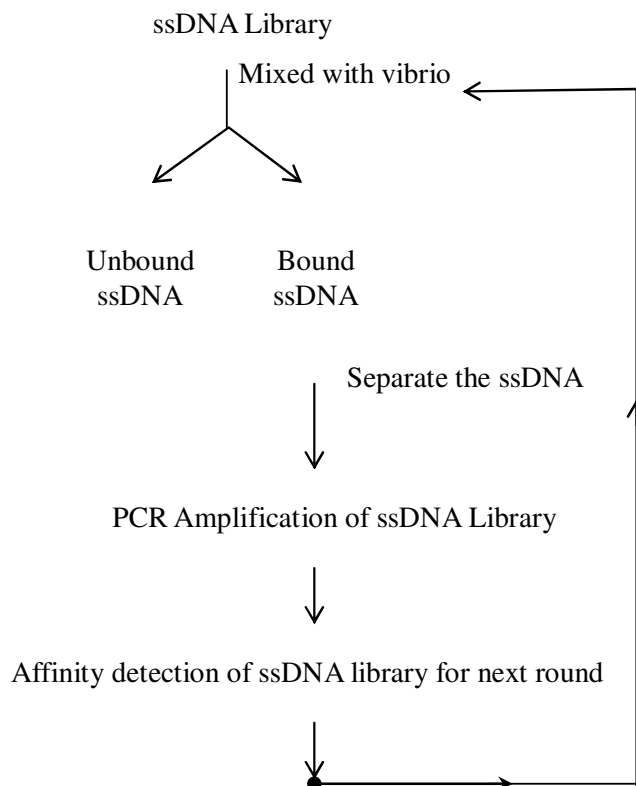 ssDNA Library
Mixed with vibrio
Unbound
ssDNA
Bound
ssDNA
Separate the ssDNA
PCR Amplification of ssDNA Library
Affinity detection of ssDNA library for next round